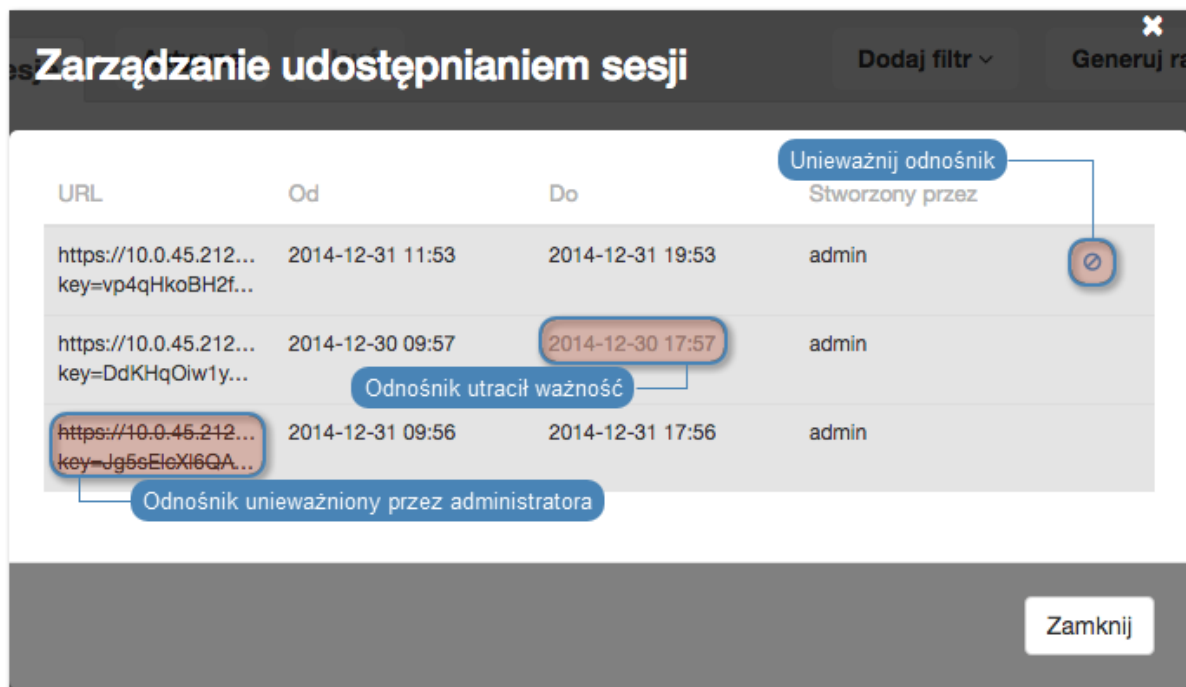 Zarządzanie udostępnianiem sesji
Dodaj filtr
Generuj ra
Unieważnij odnośnik
URL Od Do Stworzony przez
https://10.0.45.212... 2014-12-31 11:53 2014-12-31 19:53 admin
key=vp4qHkoBH2f...
https://10.0.45.212... 2014-12-30 09:57 2014-12-30 17:57 admin
key=DdKHqOiw1y...
Odnośnik utracił ważność
https://10.0.45.212... 2014-12-31 09:56 2014-12-31 17:56 admin
key=Jg5sElcXl6QA...
Odnośnik unieważniony przez administratora
Zamknij